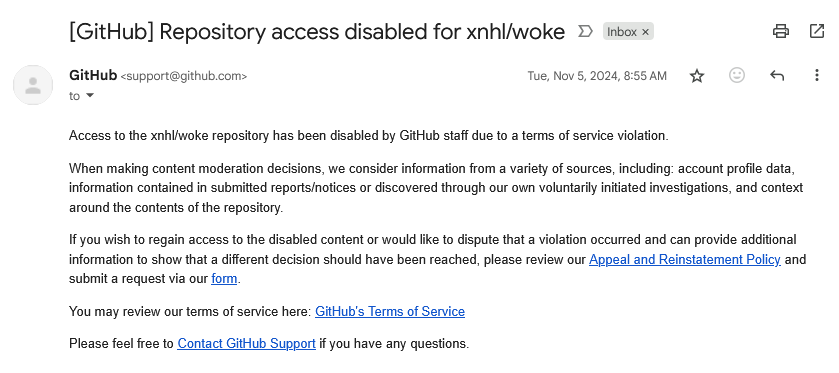 [GitHub] Repository access disabled for xnhl/woke Inbox ×
GitHub <support@github.com> Tue, Nov 5, 2024, 8:55 AM
to
Access to the xnhl/woke repository has been disabled by GitHub staff due to a terms of service violation.
When making content moderation decisions, we consider information from a variety of sources, including: account profile data,
information contained in submitted reports/notices or discovered through our own voluntarily initiated investigations, and context
around the contents of the repository.
If you wish to regain access to the disabled content or would like to dispute that a violation occurred and can provide additional
information to show that a different decision should have been reached, please review our Appeal and Reinstatement Policy and
submit a request via our form.
You may review our terms of service here: GitHub's Terms of Service
Please feel free to Contact GitHub Support if you have any questions.